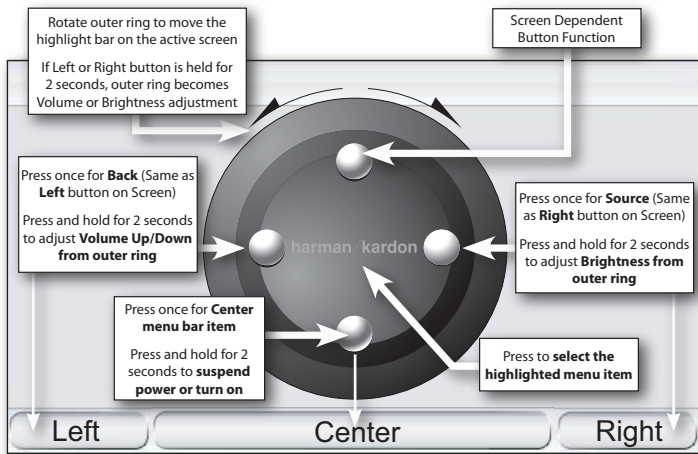 Rotate outer ring to move the
highlight bar on the active screen
If Left or Right button is held for
2 seconds, outer ring becomes
Volume or Brightness adjustment
Screen Dependent
Button Function
Press once for Back (Same as
Left button on Screen)
Press and hold for 2 seconds
to adjust Volume Up/Down
from outer ring
harman/kardon
Press once for Source (Same
as Right button on Screen)
Press and hold for 2 seconds
to adjust Brightness from
outer ring
Press once for Center
menu bar item
Press and hold for 2
seconds to suspend
power or turn on
Press to select the
highlighted menu item
Left
Center
Right